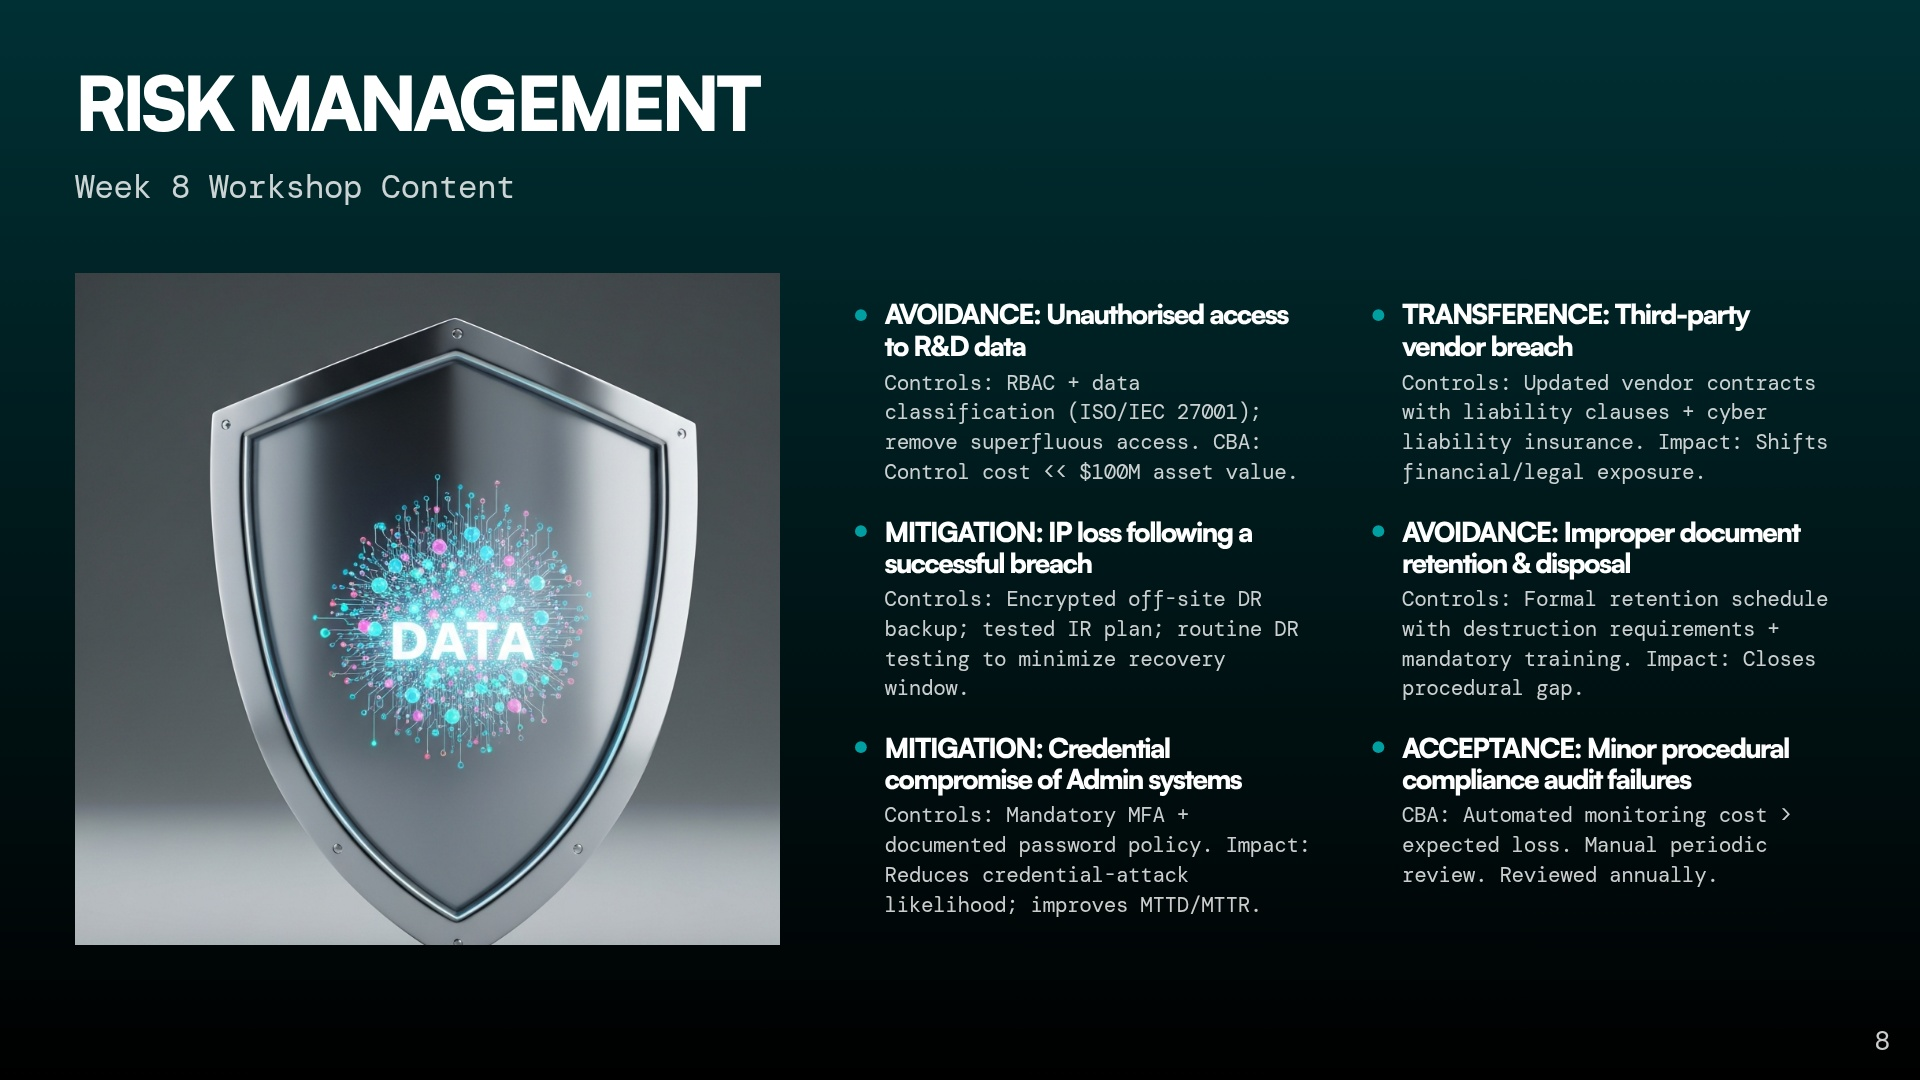 RISK MANAGEMENT
Week 8 Workshop Content
DATA
AVOIDANCE: Unauthorised access
to R&D data
Controls: RBAC + data
classification (ISO/IEC 27001);
remove superfluous access. CBA:
Control cost << $100M asset value.
MITIGATION: IP loss following a
successful breach
Controls: Encrypted off-site DR
backup; tested IR plan; routine DR
testing to minimize recovery
window.
MITIGATION: Credential
compromise of Admin systems
Controls: Mandatory MFA +
documented password policy. Impact:
Reduces credential-attack
likelihood; improves MTTD/MTTR.
TRANSFERENCE: Third-party
vendor breach
Controls: Updated vendor contracts
with liability clauses + cyber
liability insurance. Impact: Shifts
financial/legal exposure.
AVOIDANCE: Improper document
retention & disposal
Controls: Formal retention schedule
with destruction requirements +
mandatory training. Impact: Closes
procedural gap.
ACCEPTANCE: Minor procedural
compliance audit failures
CBA: Automated monitoring cost >
expected loss. Manual periodic
review. Reviewed annually.
8